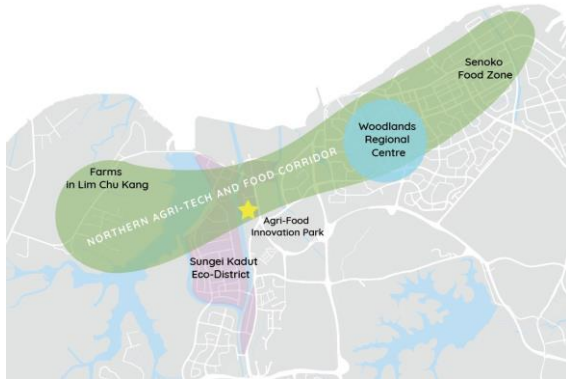 Senoko
Food Zone
Woodlands
Regional
Centre
Farms
in Lim Chu Kang
NORTHERN AGRI-TECH AND FOOD CORRIDOR
Agri-Food
Innovation Park
Sungei Kadut
Eco-District